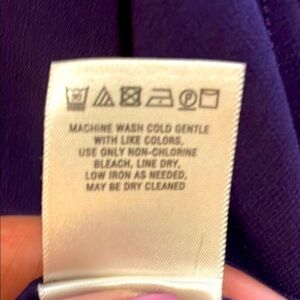 MACHINE WASH COLD GENTLE
WITH LIKE COLORS,
USE ONLY NON-CHLORINE
BLEACH, LINE DRY,
LOW IRON AS NEEDED,
MAY BE DRY CLEANED